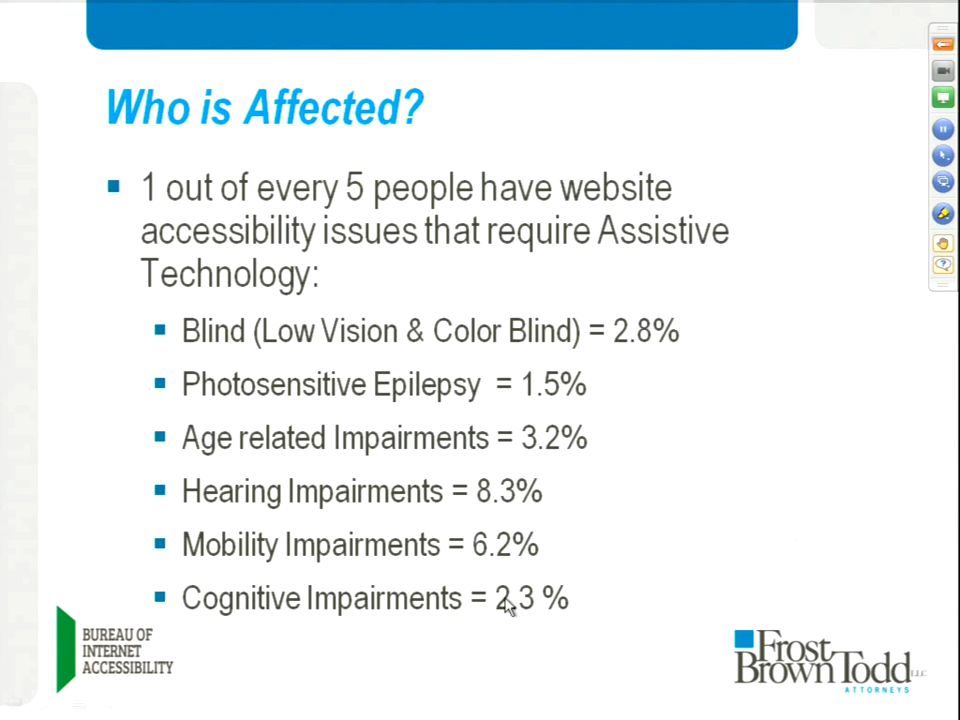 Who is Affected?
1 out of every 5 people have website
accessibility issues that require Assistive
Technology:
Blind (Low Vision & Color Blind) = 2.8%
Photosensitive Epilepsy = 1.5%
Age related Impairments = 3.2%
Hearing Impairments = 8.3%
Mobility Impairments = 6.2%
Cognitive Impairments = 2.3 %
BUREAU OF
INTERNET
ACCESSIBILITY
Frost
Brown Todd LLC
ATTORNEYS